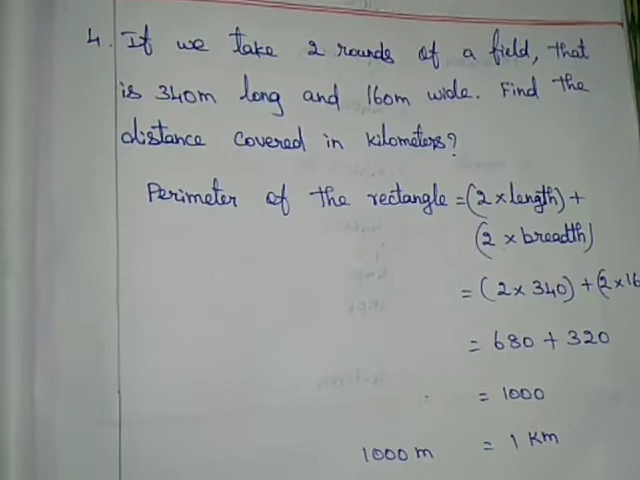 4. If we take 2 rounds of a field, that
is 340m long and 160m wide. Find the
distance covered in kilometers?
Perimeter of the rectangle = (2 x length) +
(2 x breadth)
= (2 x 340) + (2 x 16
= 680 + 320
= 1000
1000 m = 1 Km